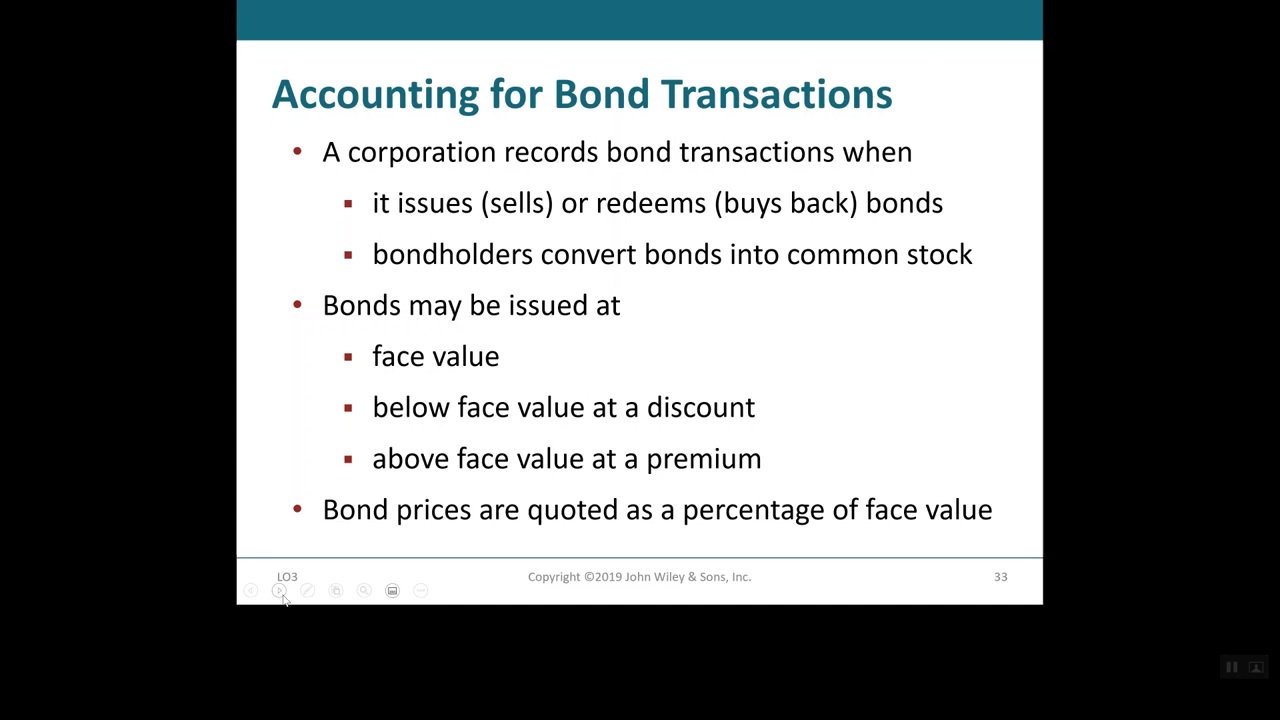 Accounting for Bond Transactions
• A corporation records bond transactions when
▪ it issues (sells) or redeems (buys back) bonds
▪ bondholders convert bonds into common stock
• Bonds may be issued at
▪ face value
▪ below face value at a discount
▪ above face value at a premium
• Bond prices are quoted as a percentage of face value
LO3 Copyright ©2019 John Wiley & Sons, Inc. 33